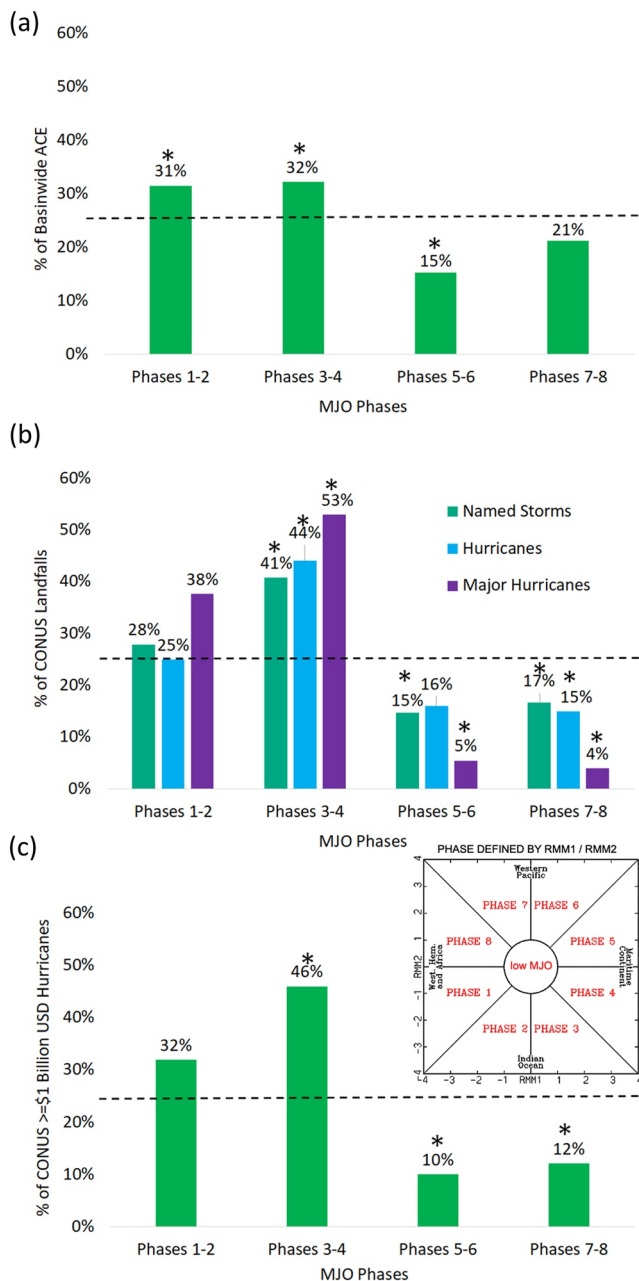 (a)
60%
50%
40%
30%
20%
10%
0%
% of Basinwide ACE
*
31%
*
32%
*
15%
21%
Phases 1-2
Phases 3-4
Phases 5-6
Phases 7-8
MJO Phases
(b)
60%
50%
40%
30%
20%
10%
0%
% of CONUS Landfalls
28%
25%
38%
*
41%
*
44%
*
53%
*
15%
16%
*
5%
*
17%
*
15%
*
4%
Named Storms
Hurricanes
Major Hurricanes
Phases 1-2
Phases 3-4
Phases 5-6
Phases 7-8
MJO Phases
(c)
60%
50%
40%
30%
20%
10%
0%
% of CONUS >=$1 Billion USD Hurricanes
32%
*
46%
*
10%
*
12%
Phases 1-2
Phases 3-4
Phases 5-6
Phases 7-8
MJO Phases
PHASE DEFINED BY RMM1 / RMM2
4
3
2
1
0
-1
-2
-3
-4
RMM2
West. Hem.
and Africa
Western
Pacific
PHASE 7
PHASE 6
PHASE 8
PHASE 5
low MJO
PHASE 1
PHASE 4
PHASE 2
PHASE 3
Maritime
Continent
Indian
Ocean
-4
-3
-2
-1
0
1
2
3
4
RMM1